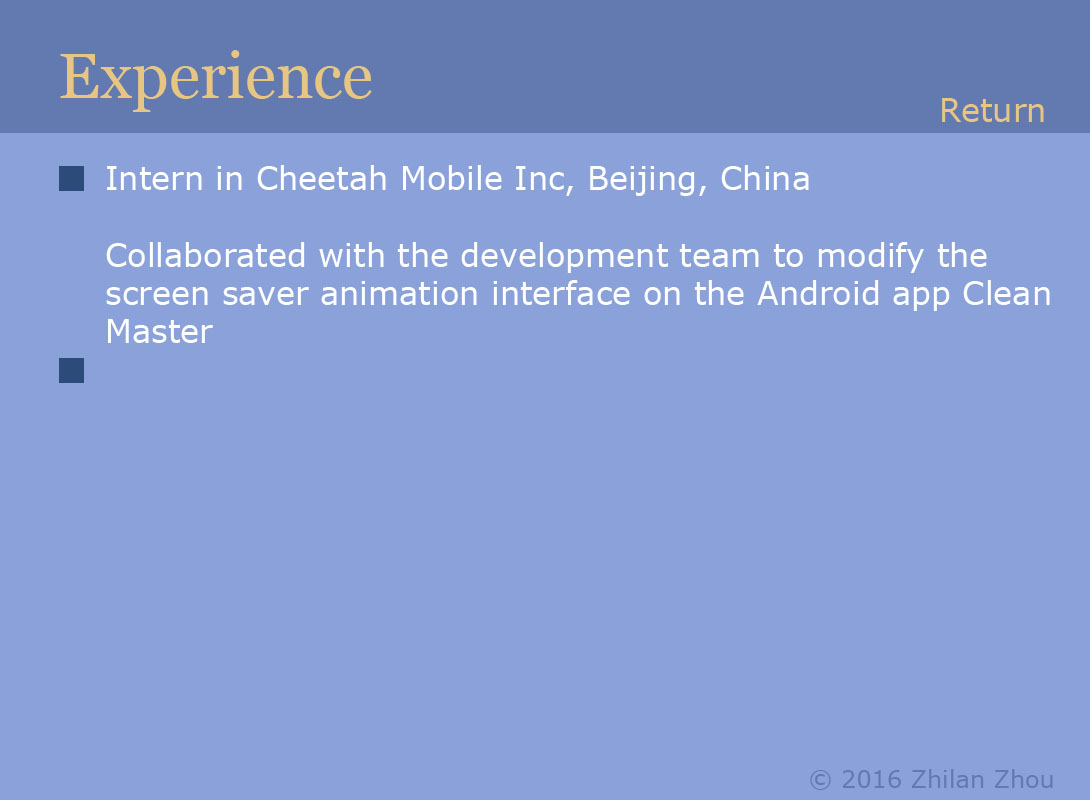 Experience
Return
Intern in Cheetah Mobile Inc, Beijing, China
Collaborated with the development team to modify the
screen saver animation interface on the Android app Clean
Master
© 2016 Zhilan Zhou